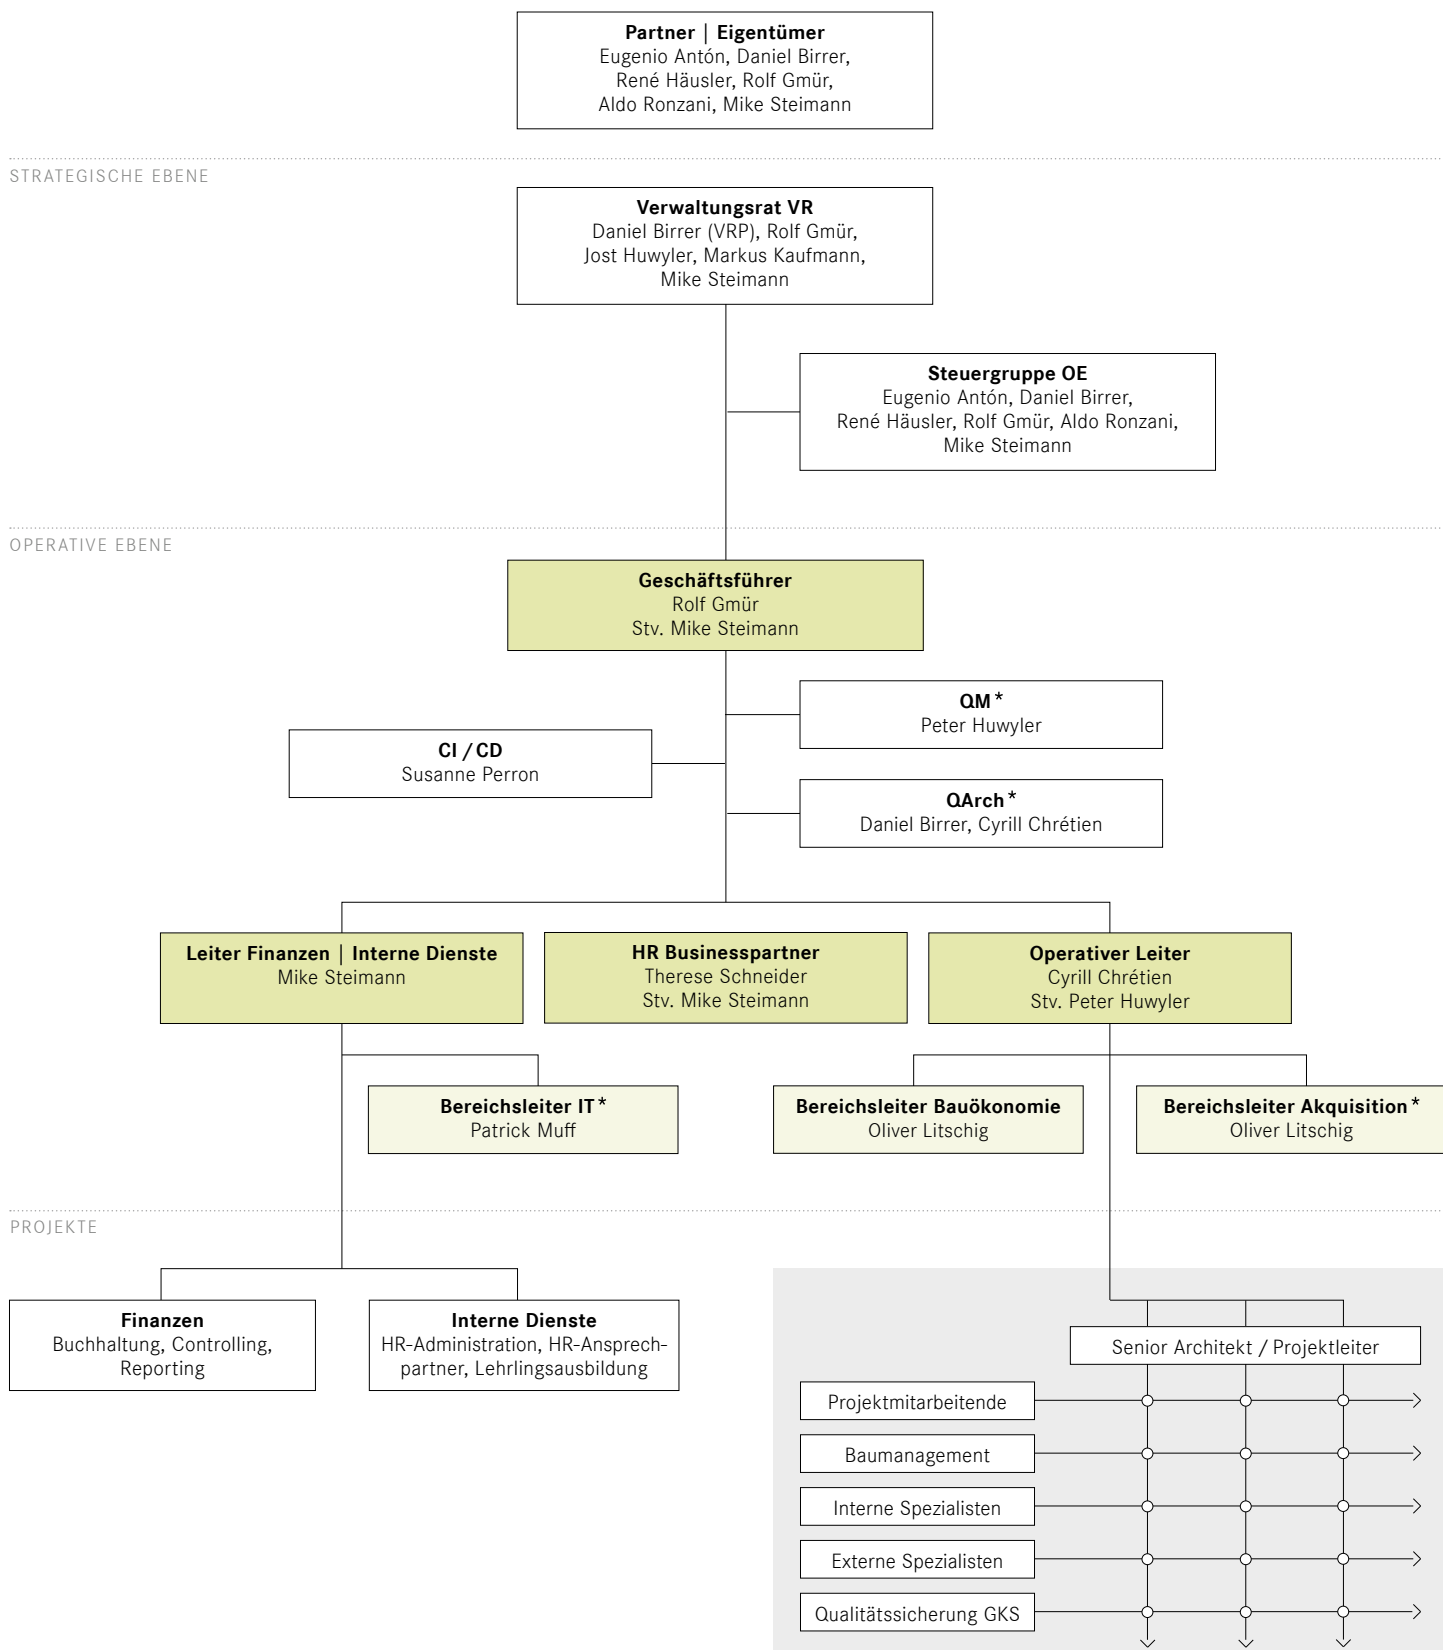 Partner | Eigentümer
Eugenio Antón, Daniel Birrer,
René Häusler, Rolf Gmür,
Aldo Ronzani, Mike Steimann
STRATEGISCHE EBENE
Verwaltungsrat VR
Daniel Birrer (VRP), Rolf Gmür,
Jost Huwyler, Markus Kaufmann,
Mike Steimann
Steuergruppe OE
Eugenio Antón, Daniel Birrer,
René Häusler, Rolf Gmür, Aldo Ronzani,
Mike Steimann
OPERATIVE EBENE
Geschäftsführer
Rolf Gmür
Stv. Mike Steimann
QM *
Peter Huwyler
CI / CD
Susanne Perron
QArch *
Daniel Birrer, Cyrill Chrétien
Leiter Finanzen | Interne Dienste
Mike Steimann
HR Businesspartner
Therese Schneider
Stv. Mike Steimann
Operativer Leiter
Cyrill Chrétien
Stv. Peter Huwyler
Bereichsleiter IT *
Patrick Muff
Bereichsleiter Bauökonomie
Oliver Litschig
Bereichsleiter Akquisition *
Oliver Litschig
PROJEKTE
Finanzen
Buchhaltung, Controlling,
Reporting
Interne Dienste
HR-Administration, HR-Ansprech-
partner, Lehrlingsausbildung
Senior Architekt / Projektleiter
Projektmitarbeitende
Baumanagement
Interne Spezialisten
Externe Spezialisten
Qualitätssicherung GKS